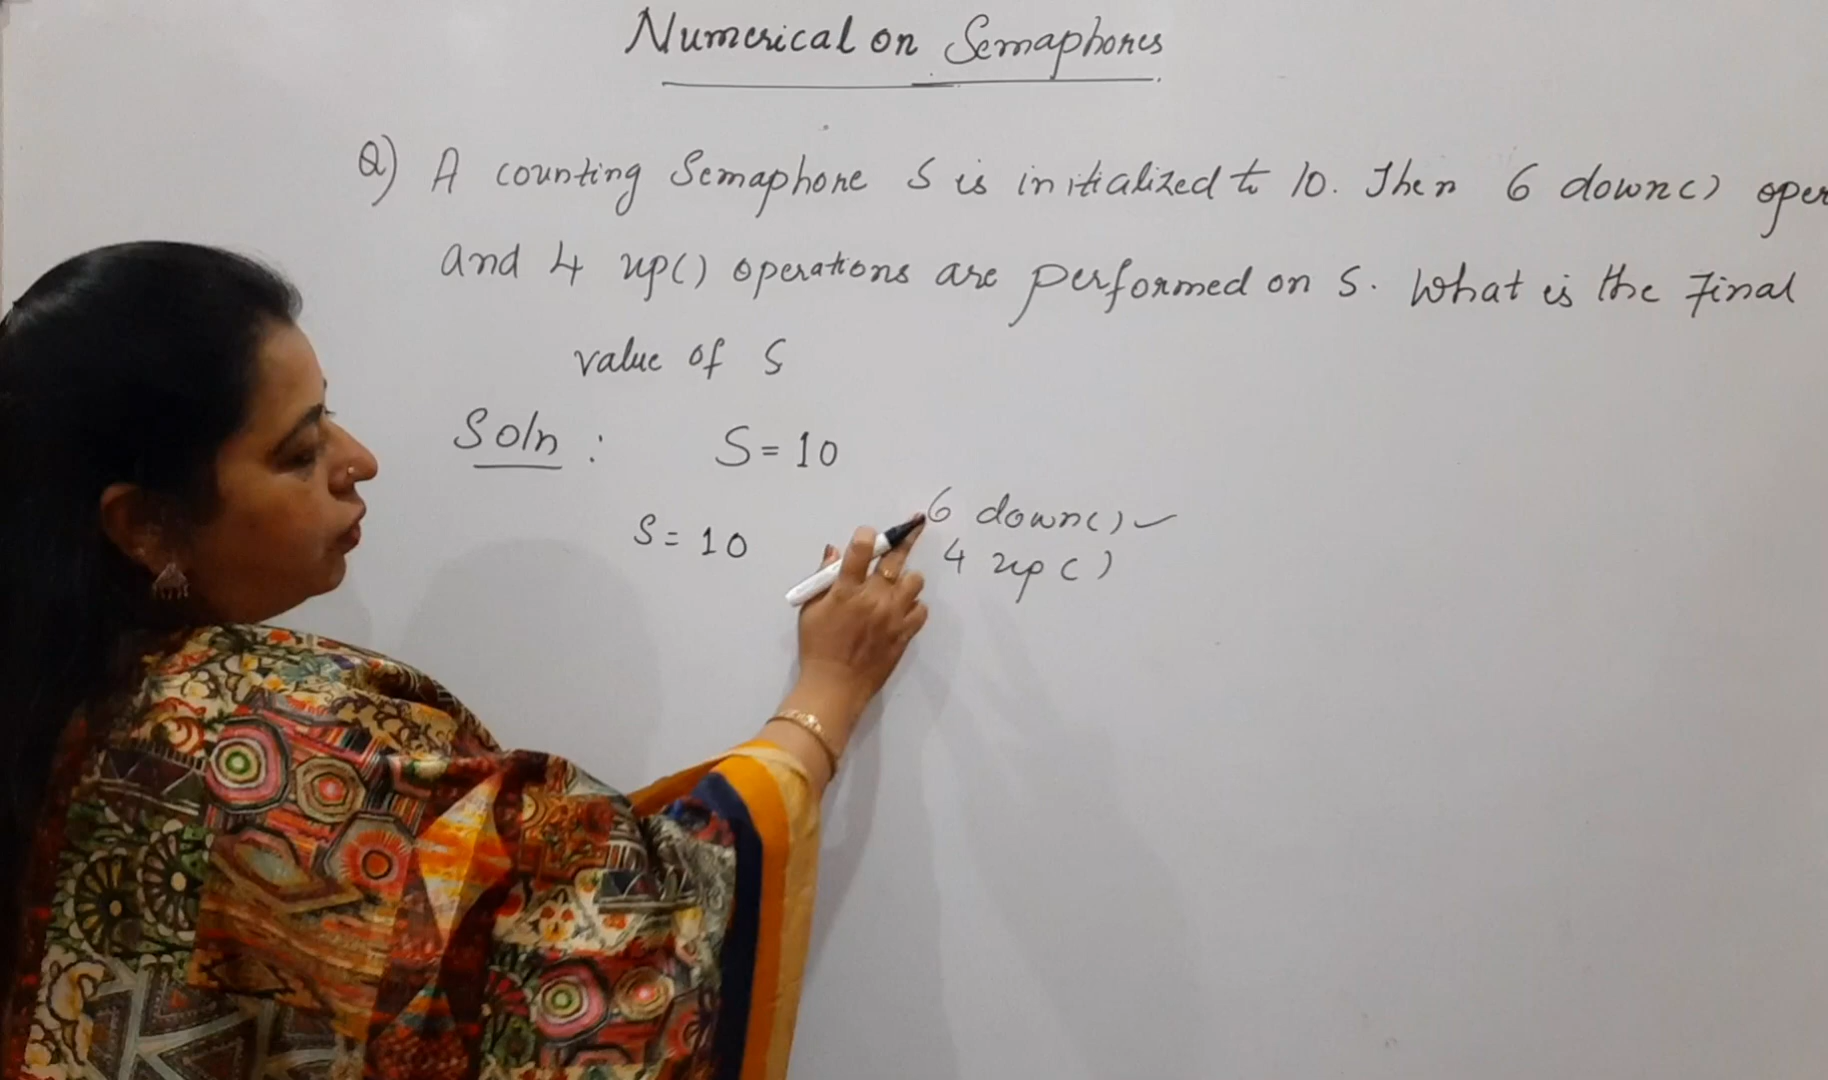 Numerical on Semaphores
Q) A counting Semaphore S is initialized to 10. Then 6 down() oper
and 4 up() operations are performed on S. What is the Final
value of S
Soln : S = 10
S = 10 6 down()
4 up()